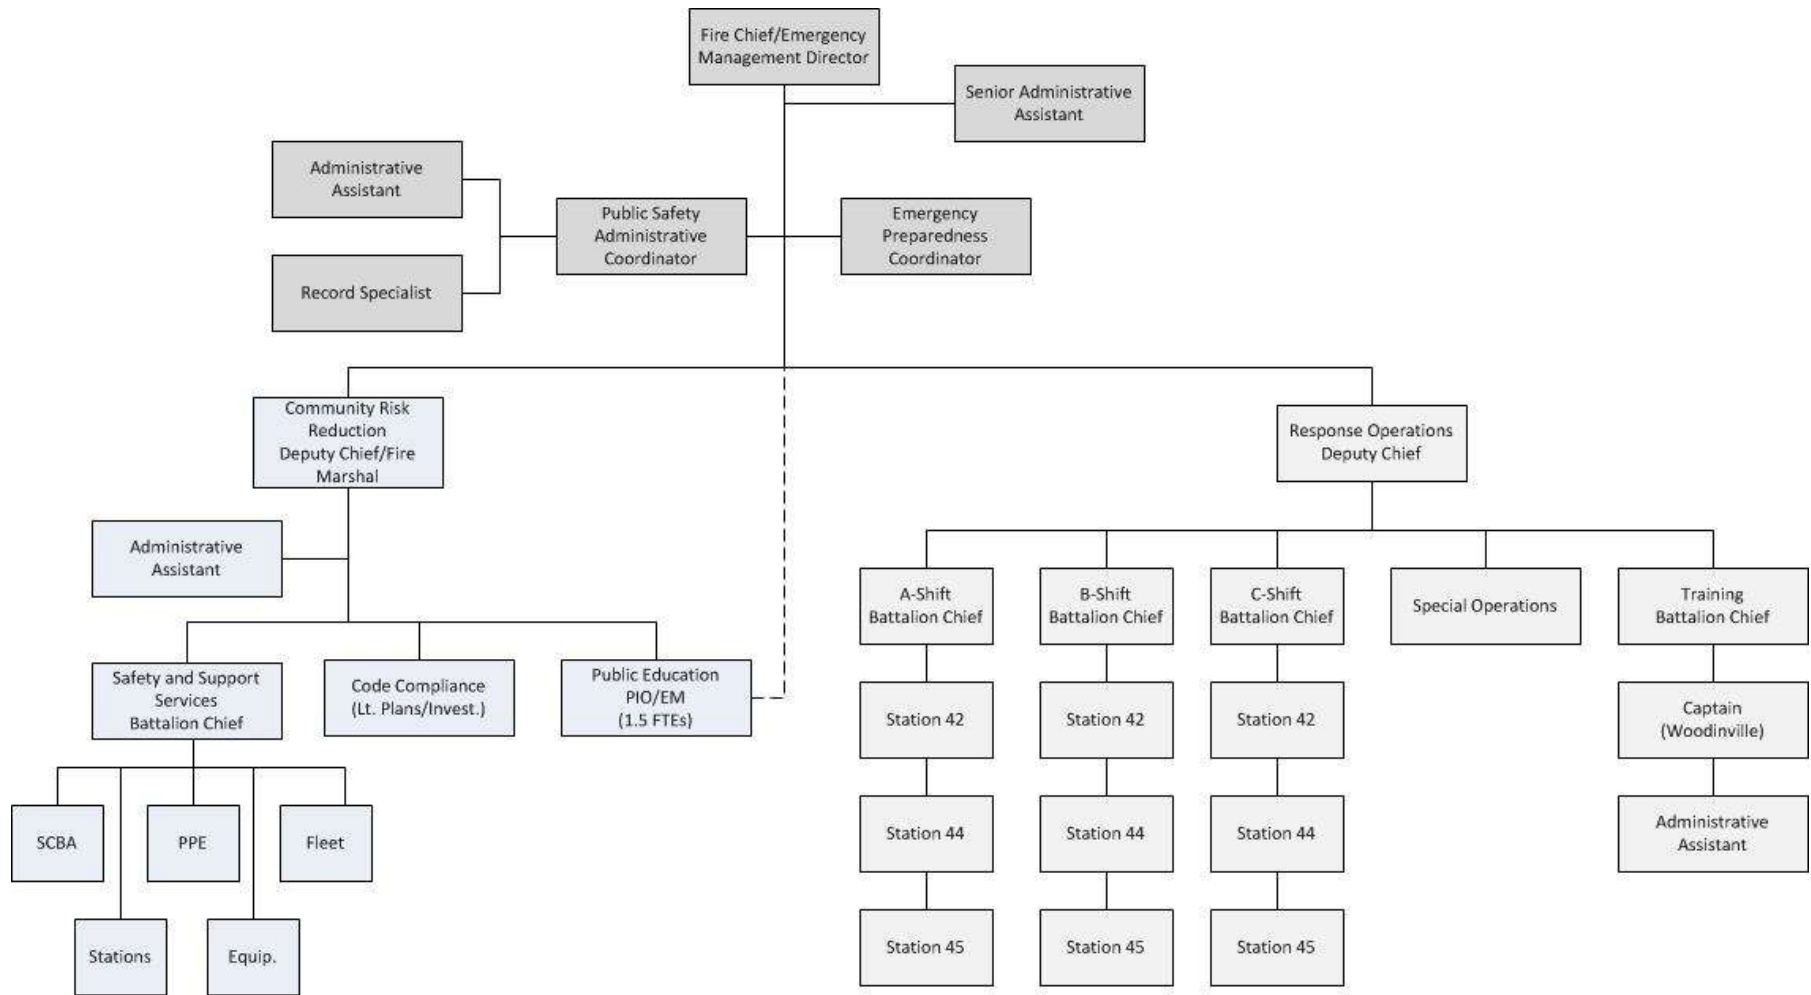 Fire Chief/Emergency
Management Director
Senior Administrative
Assistant
Administrative
Assistant
Public Safety
Administrative
Coordinator
Emergency
Preparedness
Coordinator
Record Specialist
Community Risk
Reduction
Deputy Chief/Fire
Marshal
Response Operations
Deputy Chief
Administrative
Assistant
A-Shift
Battalion Chief
B-Shift
Battalion Chief
C-Shift
Battalion Chief
Special Operations
Training
Battalion Chief
Safety and Support
Services
Battalion Chief
Code Compliance
(Lt. Plans/Invest.)
Public Education
PIO/EM
(1.5 FTEs)
Station 42
Station 42
Station 42
Captain
(Woodinville)
SCBA
PPE
Fleet
Station 44
Station 44
Station 44
Administrative
Assistant
Stations
Equip.
Station 45
Station 45
Station 45